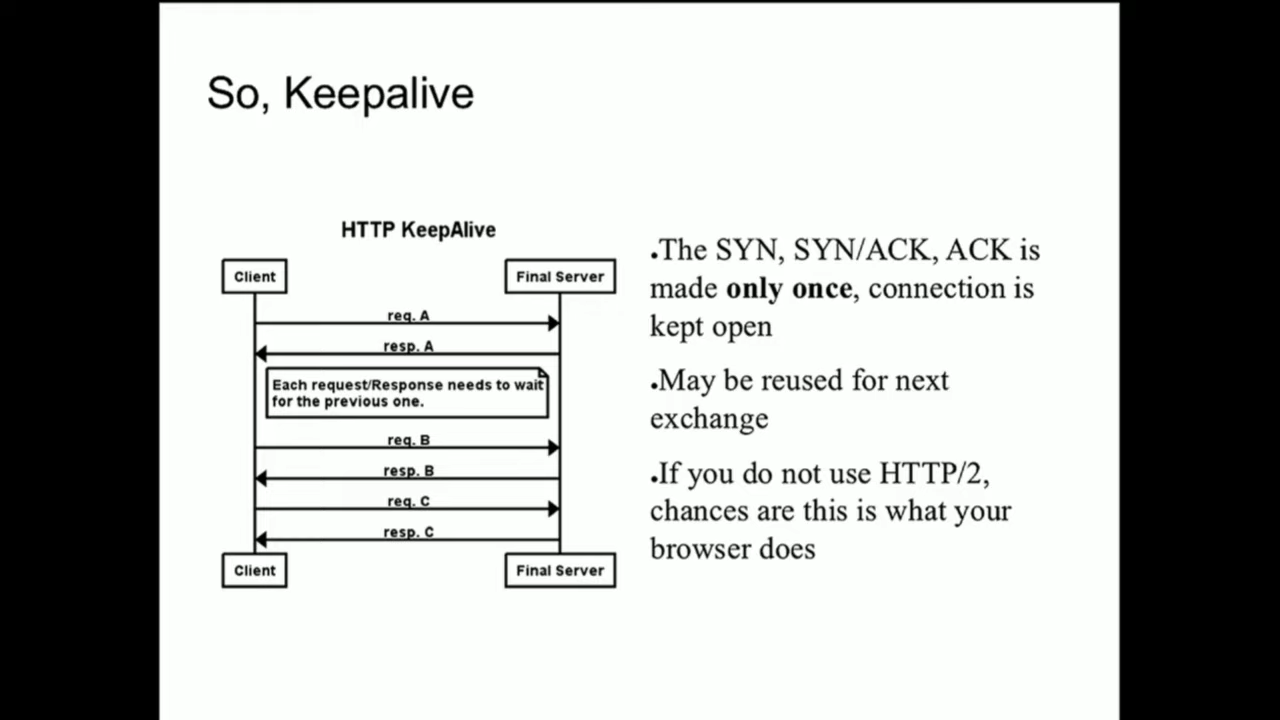 So, Keepalive
HTTP KeepAlive
Client
Final Server
req. A
resp. A
Each request/Response needs to wait
for the previous one.
req. B
resp. B
req. C
resp. C
Client
Final Server
•The SYN, SYN/ACK, ACK is
made only once, connection is
kept open
•May be reused for next
exchange
•If you do not use HTTP/2,
chances are this is what your
browser does